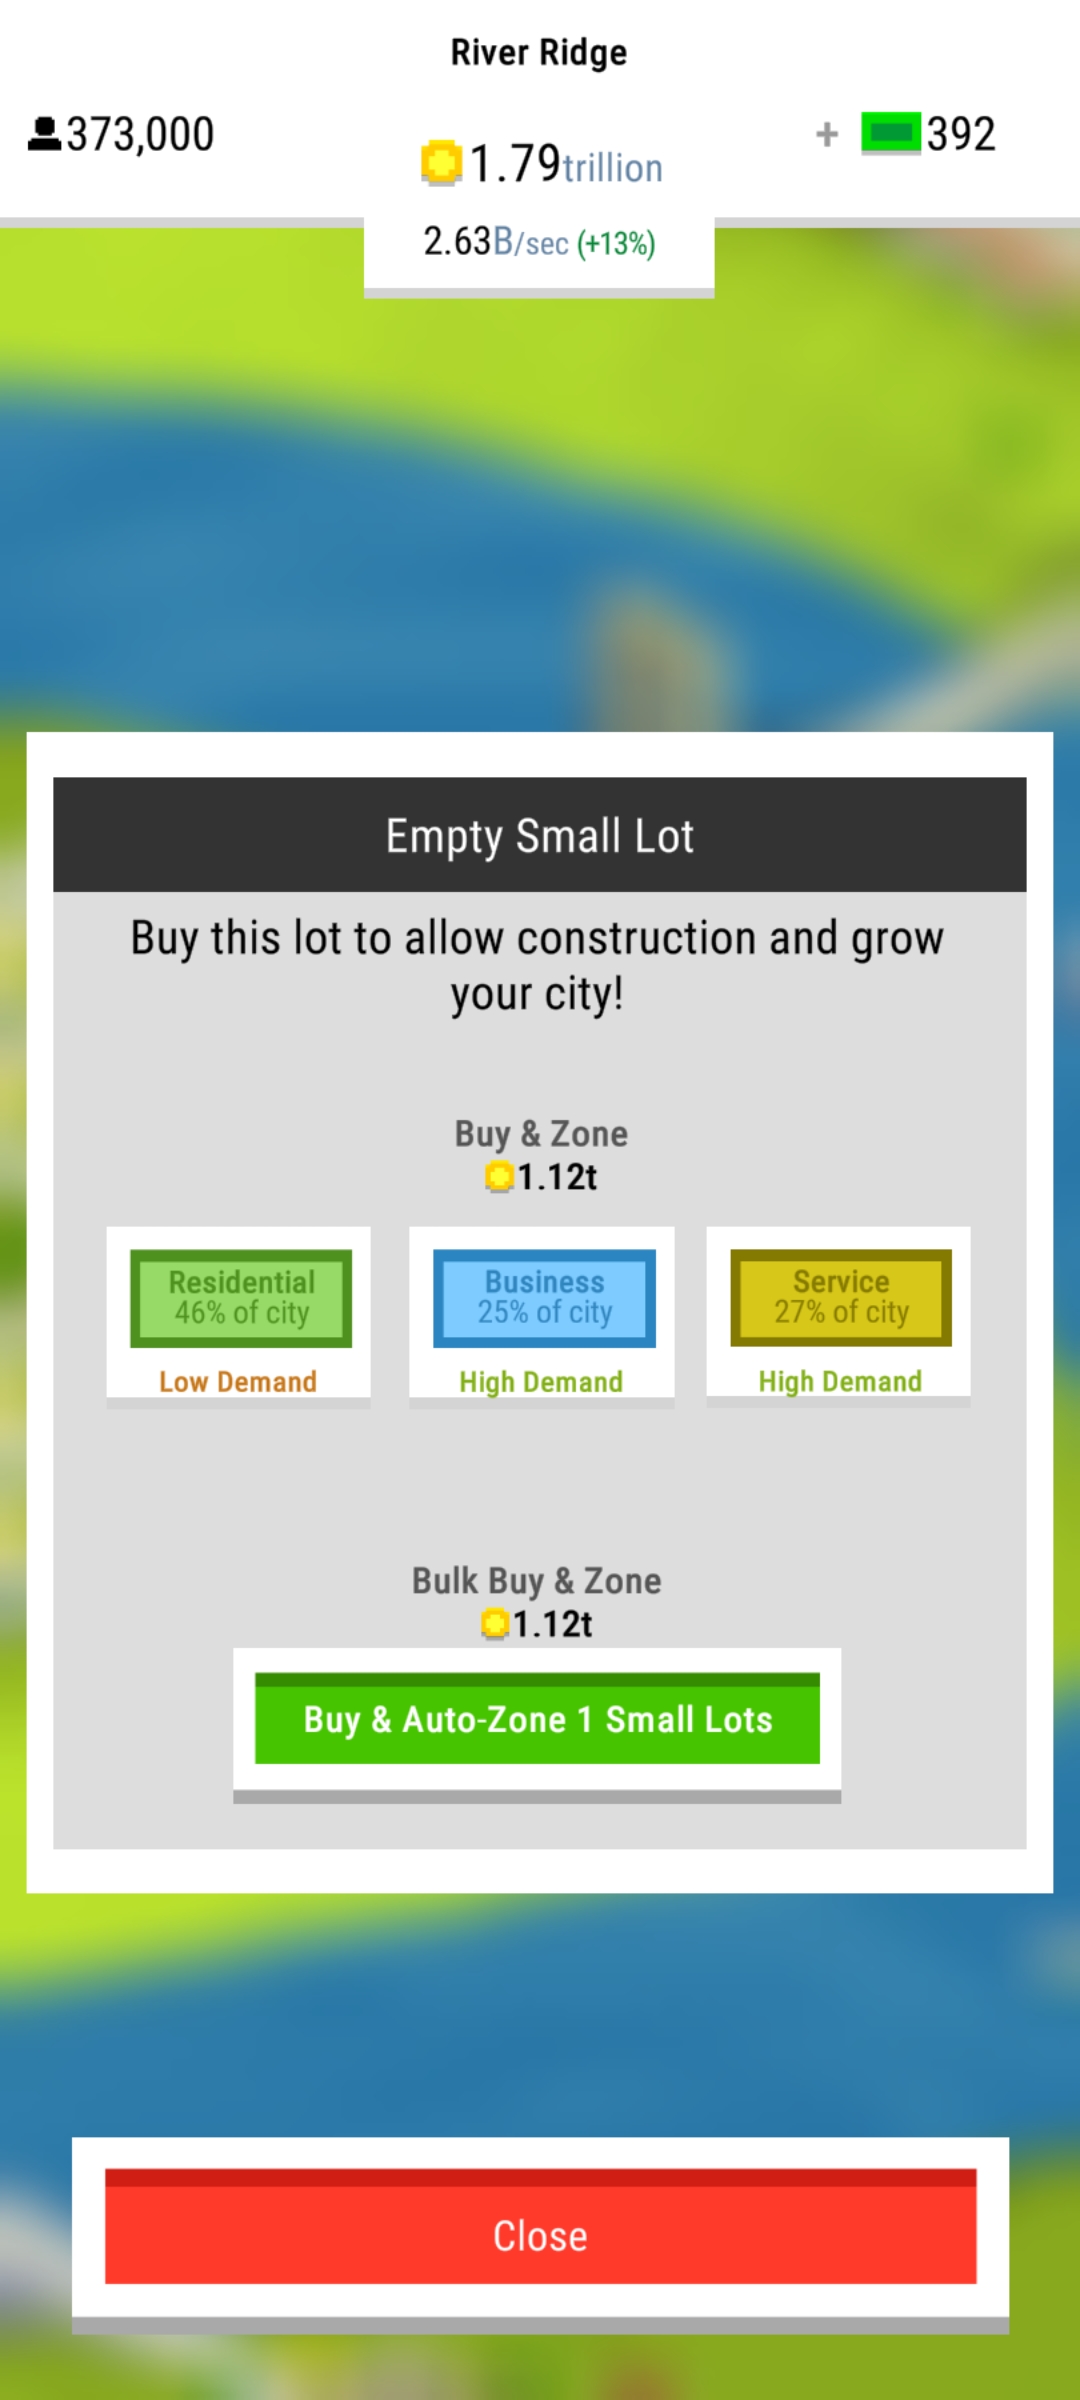 River Ridge
373,000
1.79trillion
+ 392
2.63B/sec (+13%)
Empty Small Lot
Buy this lot to allow construction and grow
your city!
Buy & Zone
1.12t
Residential
46% of city
Low Demand
Business
25% of city
High Demand
Service
27% of city
High Demand
Bulk Buy & Zone
1.12t
Buy & Auto-Zone 1 Small Lots
Close